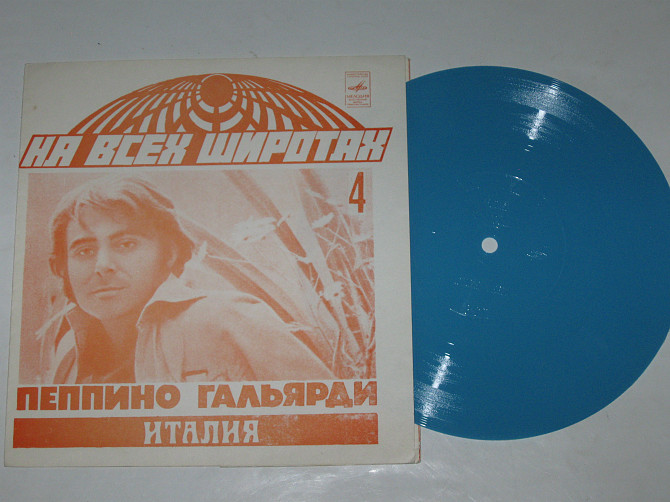 НА ВСЕХ ШИРОТАХ
4
ПЕППИНО ГАЛЬЯРДИ
ИТАЛИЯ